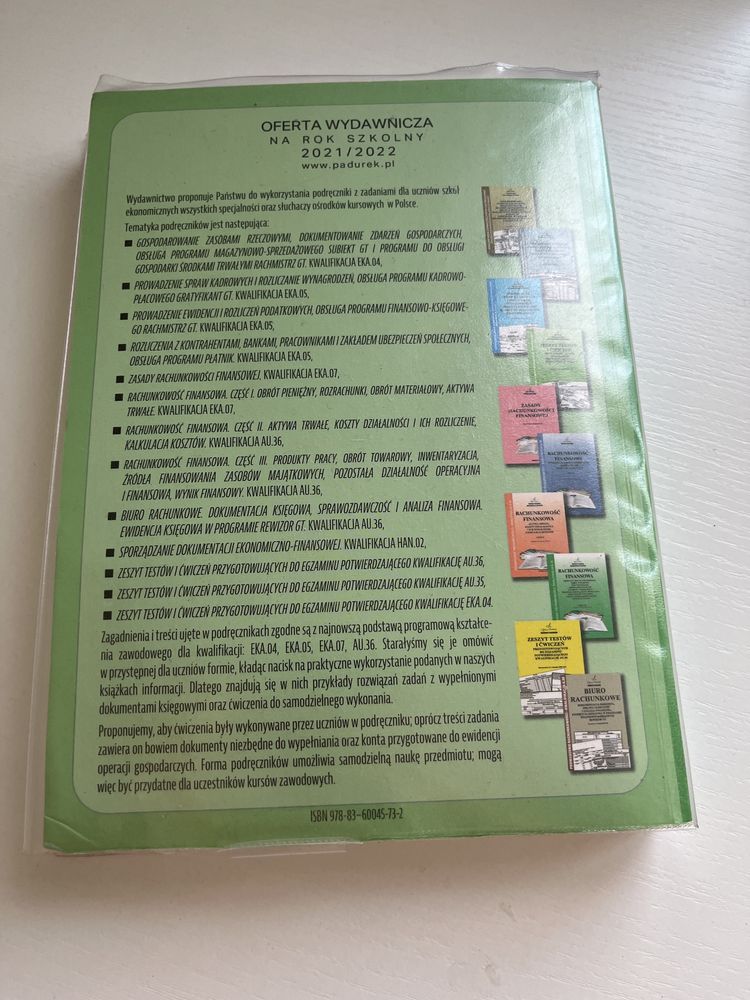 OFERTA WYDAWNICZA
NA ROK SZKOLNY
2021/2022
www.padurek.pl
Wydawnictwo proponuje Państwu do wykorzystania podręczniki z zadaniami dla uczniów szkół
ekonomicznych wszystkich specjalności oraz słuchaczy ośrodków kursowych w Polsce.
Tematyka podręczników jest następująca:
■ GOSPODAROWANIE ZASOBAMI RZECZOWYMI, DOKUMENTOWANIE ZDARZEŃ GOSPODARCZYCH,
OBSŁUGA PROGRAMU MAGAZYNOWO-SPRZEDAŻOWEGO SUBIEKT GT I PROGRAMU DO OBSŁUGI
GOSPODARKI ŚRODKAMI TRWAŁYMI RACHMISTRZ GT. KWALIFIKACJA EKA.04,
■ PROWADZENIE SPRAW KADROWYCH I ROZLICZANIE WYNAGRODZEŃ, OBSŁUGA PROGRAMU KADROWO-
PŁACOWEGO GRATYFIKANT GT. KWALIFIKACJA EKA.05,
■ PROWADZENIE EWIDENCJI I ROZLICZEŃ PODATKOWYCH, OBSŁUGA PROGRAMU FINANSOWO-KSIĘGOWE-
GO RACHMISTRZ GT. KWALIFIKACJA EKA.05,
■ ROZLICZENIA Z KONTRAHENTAMI, BANKAMI, PRACOWNIKAMI I ZAKŁADEM UBEZPIECZEŃ SPOŁECZNYCH,
OBSŁUGA PROGRAMU PŁATNIK. KWALIFIKACJA EKA.05,
■ ZASADY RACHUNKOWOŚCI FINANSOWEJ. KWALIFIKACJA EKA.07,
■ RACHUNKOWOŚĆ FINANSOWA. CZĘŚĆ I. OBRÓT PIENIĘŻNY, ROZRACHUNKI, OBRÓT MATERIAŁOWY, AKTYWA
TRWAŁE. KWALIFIKACJA EKA.07,
■ RACHUNKOWOŚĆ FINANSOWA. CZĘŚĆ II. AKTYWA TRWAŁE, KOSZTY DZIAŁALNOŚCI I ICH ROZLICZENIE,
KALKULACJA KOSZTÓW. KWALIFIKACJA AU.36,
■ RACHUNKOWOŚĆ FINANSOWA. CZĘŚĆ III. PRODUKTY PRACY, OBRÓT TOWAROWY, INWENTARYZACJA,
ŹRÓDŁA FINANSOWANIA ZASOBÓW MAJĄTKOWYCH, POZOSTAŁA DZIAŁALNOŚĆ OPERACYJNA
I FINANSOWA, WYNIK FINANSOWY. KWALIFIKACJA AU.36,
■ BIURO RACHUNKOWE. DOKUMENTACJA KSIĘGOWA, SPRAWOZDAWCZOŚĆ I ANALIZA FINANSOWA.
EWIDENCJA KSIĘGOWA W PROGRAMIE REWIZOR GT. KWALIFIKACJA AU.36,
■ SPORZĄDZANIE DOKUMENTACJI EKONOMICZNO-FINANSOWEJ. KWALIFIKACJA HAN.02,
■ ZESZYT TESTÓW I ĆWICZEŃ PRZYGOTOWUJĄCYCH DO EGZAMINU POTWIERDZAJĄCEGO KWALIFIKACJĘ AU.36,
■ ZESZYT TESTÓW I ĆWICZEŃ PRZYGOTOWUJĄCYCH DO EGZAMINU POTWIERDZAJĄCEGO KWALIFIKACJĘ AU.35,
■ ZESZYT TESTÓW I ĆWICZEŃ PRZYGOTOWUJĄCYCH DO EGZAMINU POTWIERDZAJĄCEGO KWALIFIKACJĘ EKA.04.
Zagadnienia i treści ujęte w podręcznikach zgodne są z najnowszą podstawą programową kształce-
nia zawodowego dla kwalifikacji: EKA.04, EKA.05, EKA.07, AU.36. Starałyśmy się je omówić
w przystępnej dla uczniów formie, kładąc nacisk na praktyczne wykorzystanie podanych w naszych
książkach informacji. Dlatego znajdują się w nich przykłady rozwiązań zadań z wypełnionymi
dokumentami księgowymi oraz ćwiczenia do samodzielnego wykonania.
Proponujemy, aby ćwiczenia były wykonywane przez uczniów w podręczniku; oprócz treści zadania
zawiera on bowiem dokumenty niezbędne do wypełniania oraz konta przygotowane do ewidencji
operacji gospodarczych. Forma podręczników umożliwia samodzielną naukę przedmiotu; mogą
więc być przydatne dla uczestników kursów zawodowych.
ISBN 978-83-60045-73-2
ZASADY
RACHUNKOWOŚCI
FINANSOWEJ
RACHUNKOWOŚĆ
FINANSOWA
RACHUNKOWOŚĆ
FINANSOWA
RACHUNKOWOŚĆ
FINANSOWA
ZESZYT TESTÓW
I ĆWICZEŃ
BIURO
RACHUNKOWE